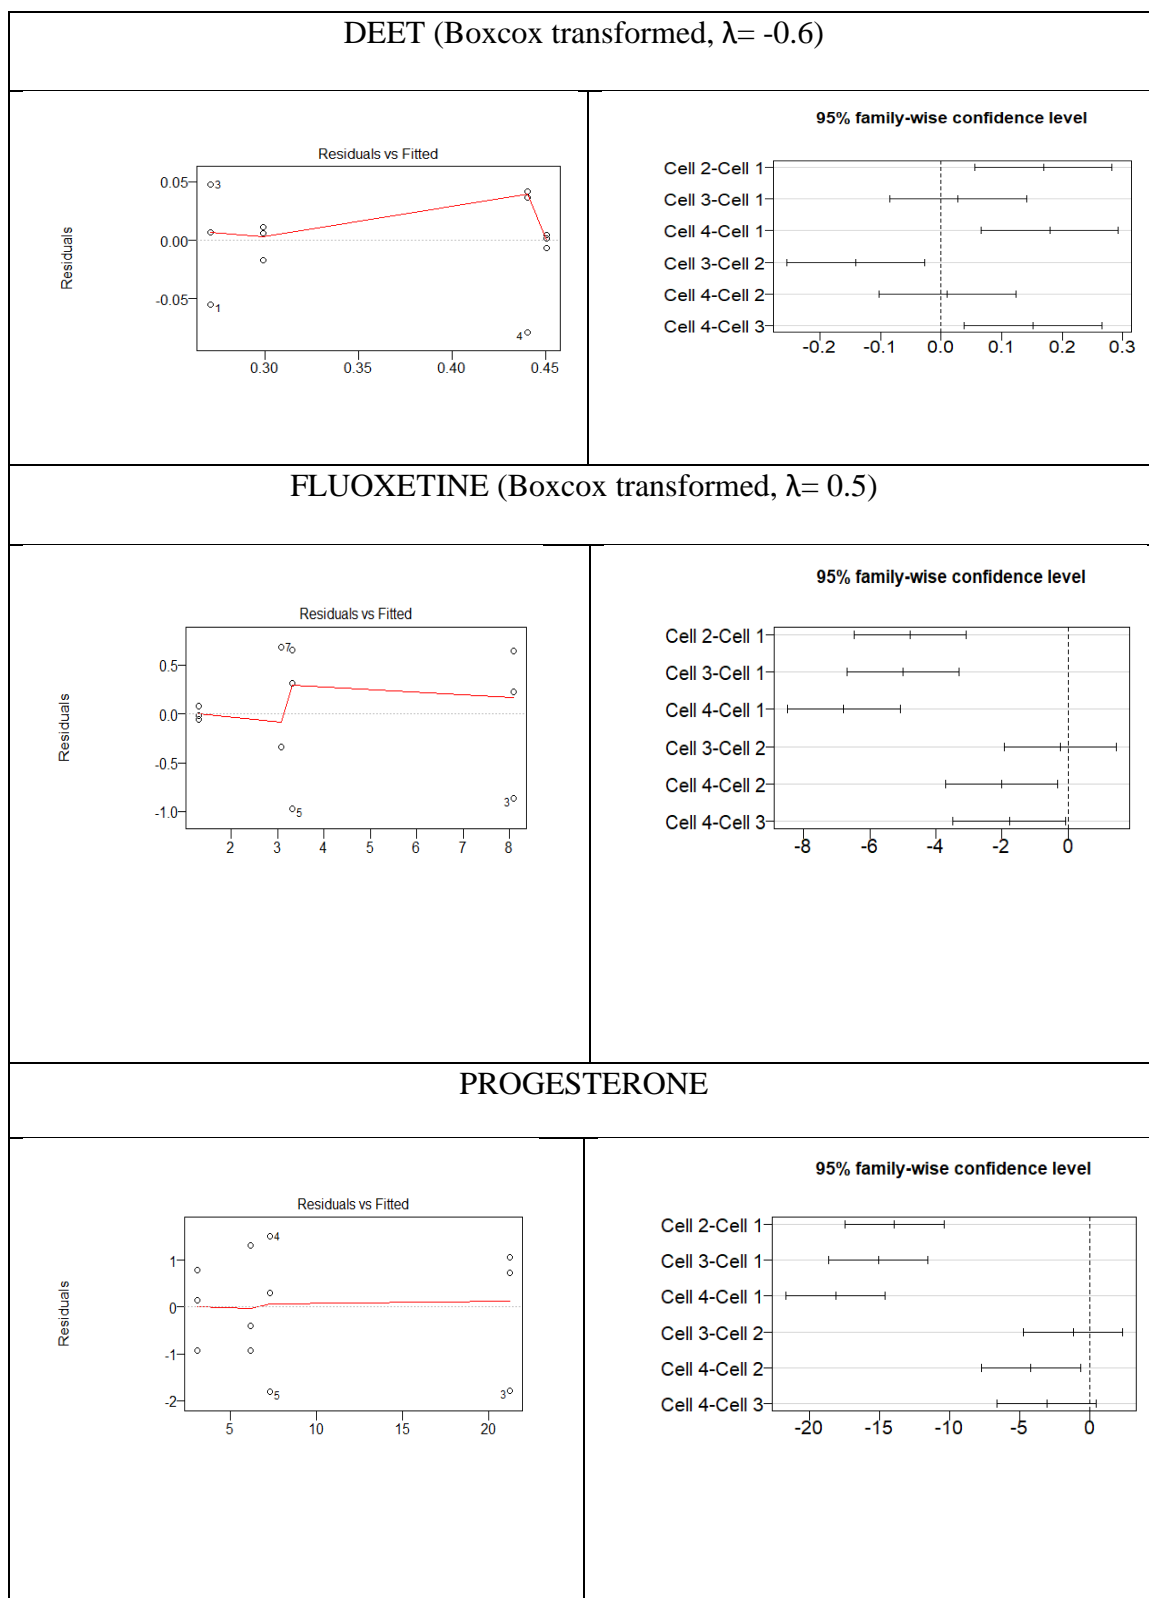 DEET (Boxcox transformed, λ= -0.6)
Residuals vs Fitted
Residuals
0.05
0.00
-0.05
3
1
4
0.30 0.35 0.40 0.45
95% family-wise confidence level
Cell 2-Cell 1
Cell 3-Cell 1
Cell 4-Cell 1
Cell 3-Cell 2
Cell 4-Cell 2
Cell 4-Cell 3
-0.2 -0.1 0.0 0.1 0.2 0.3
FLUOXETINE (Boxcox transformed, λ= 0.5)
Residuals vs Fitted
Residuals
0.5
0.0
-0.5
-1.0
7
5
3
2 3 4 5 6 7 8
95% family-wise confidence level
Cell 2-Cell 1
Cell 3-Cell 1
Cell 4-Cell 1
Cell 3-Cell 2
Cell 4-Cell 2
Cell 4-Cell 3
-8 -6 -4 -2 0
PROGESTERONE
Residuals vs Fitted
Residuals
1
0
-1
-2
4
5
3
5 10 15 20
95% family-wise confidence level
Cell 2-Cell 1
Cell 3-Cell 1
Cell 4-Cell 1
Cell 3-Cell 2
Cell 4-Cell 2
Cell 4-Cell 3
-20 -15 -10 -5 0